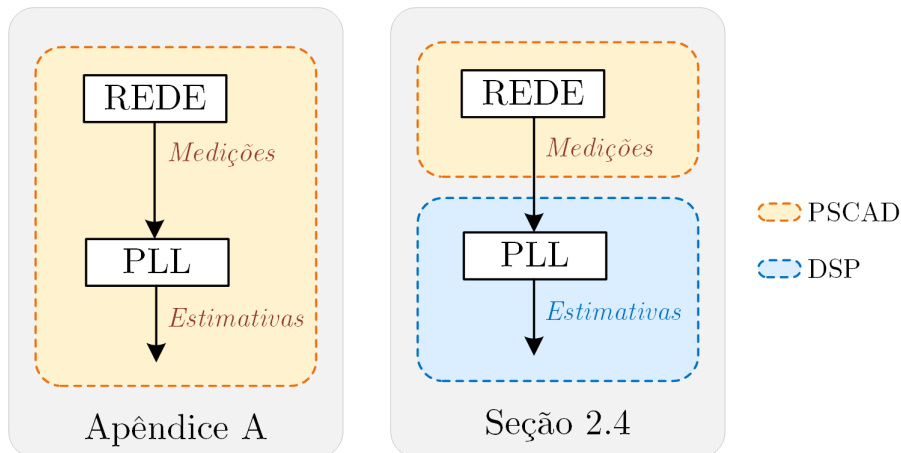 REDE
Medições
PLL
Estimativas
Apêndice A
REDE
Medições
PLL
Estimativas
Seção 2.4
PSCAD
DSP